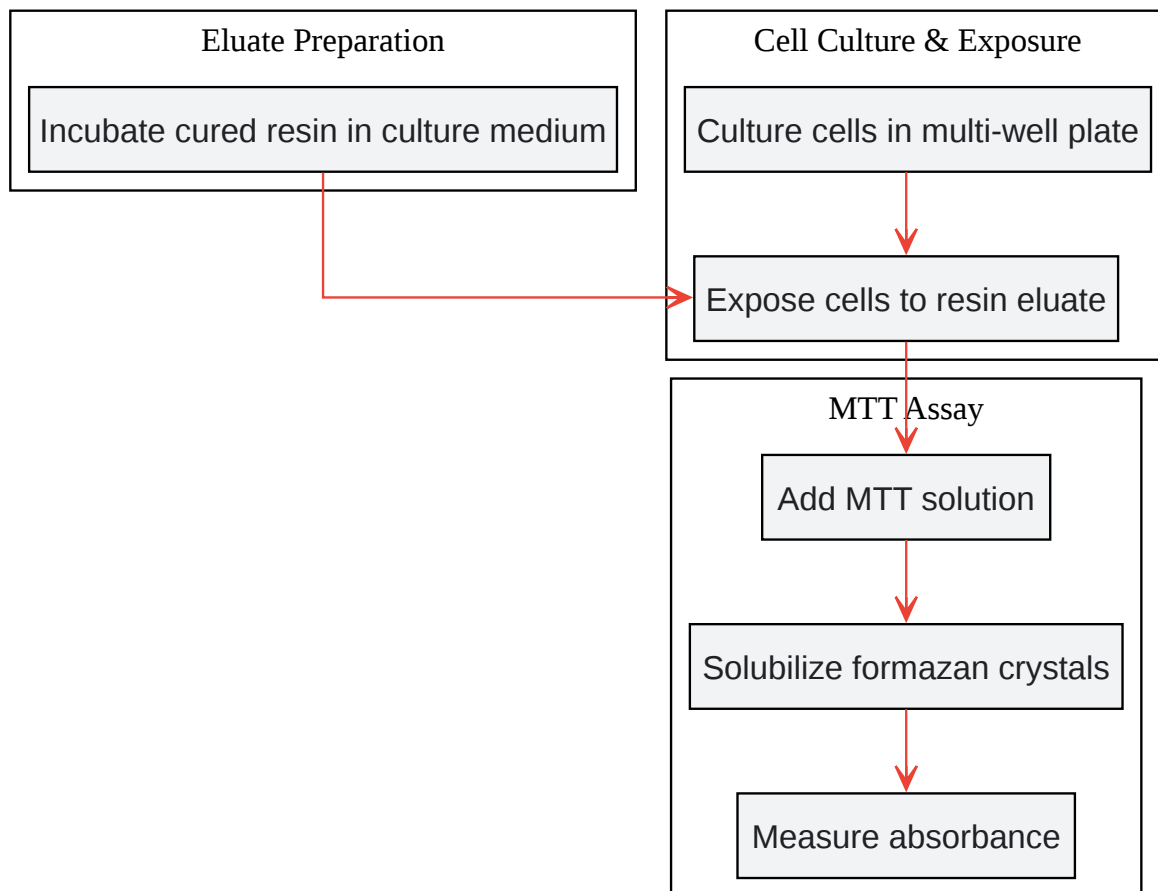 Eluate Preparation
Incubate cured resin in culture medium
Cell Culture & Exposure
Culture cells in multi-well plate
Expose cells to resin eluate
MTT Assay
Add MTT solution
Solubilize formazan crystals
Measure absorbance